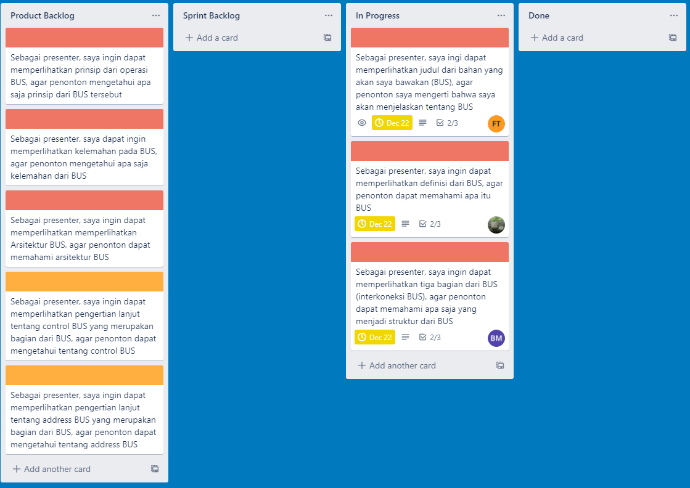 Product Backlog
Sebagai presenter, saya ingin dapat
memperlihatkan prinsip dari operasi
BUS, agar penonton mengetahui apa
saja prinsip dari BUS tersebut
Sebagai presenter, saya dapat ingin
memperlihatkan kelemahan pada BUS,
agar penonton mengetahui apa saja
kelemahan dari BUS
Sebagai presenter, saya ingin dapat
memperlihatkan memperlihatkan
Arsitektur BUS, agar penonton dapat
memahami arsitektur BUS
Sebagai presenter, saya ingin dapat
memperlihatkan pengertian lanjut
tentang control BUS yang merupakan
bagian dari BUS, agar penonton dapat
mengetahui tentang control BUS
Sebagai presenter, saya ingin dapat
memperlihatkan pengertian lanjut
tentang address BUS yang merupakan
bagian dari BUS, agar penonton dapat
mengetahui tentang address BUS
+ Add another card
Sprint Backlog
+ Add a card
In Progress
Sebagai presenter, saya ingi dapat
memperlihatkan judul dari bahan yang
akan saya bawakan (BUS), agar
penonton saya mengerti bahwa saya
akan menjelaskan tentang BUS
Dec 22 2/3 FT
Sebagai presenter, saya ingin dapat
memperlihatkan definisi dari BUS, agar
penonton dapat memahami apa itu
BUS
Dec 22 2/3
Sebagai presenter, saya ingin dapat
memperlihatkan tiga bagian dari BUS
(interkoneksi BUS), agar penonton
dapat memahami apa saja yang
menjadi struktur dari BUS
Dec 22 2/3 BM
+ Add another card
Done
+ Add a card